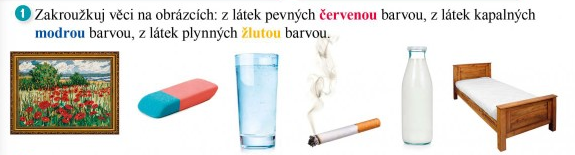 1 Zakroužkuj věci na obrázcích: z látek pevných červenou barvou, z látek kapalných
modrou barvou, z látek plynných žlutou barvou.